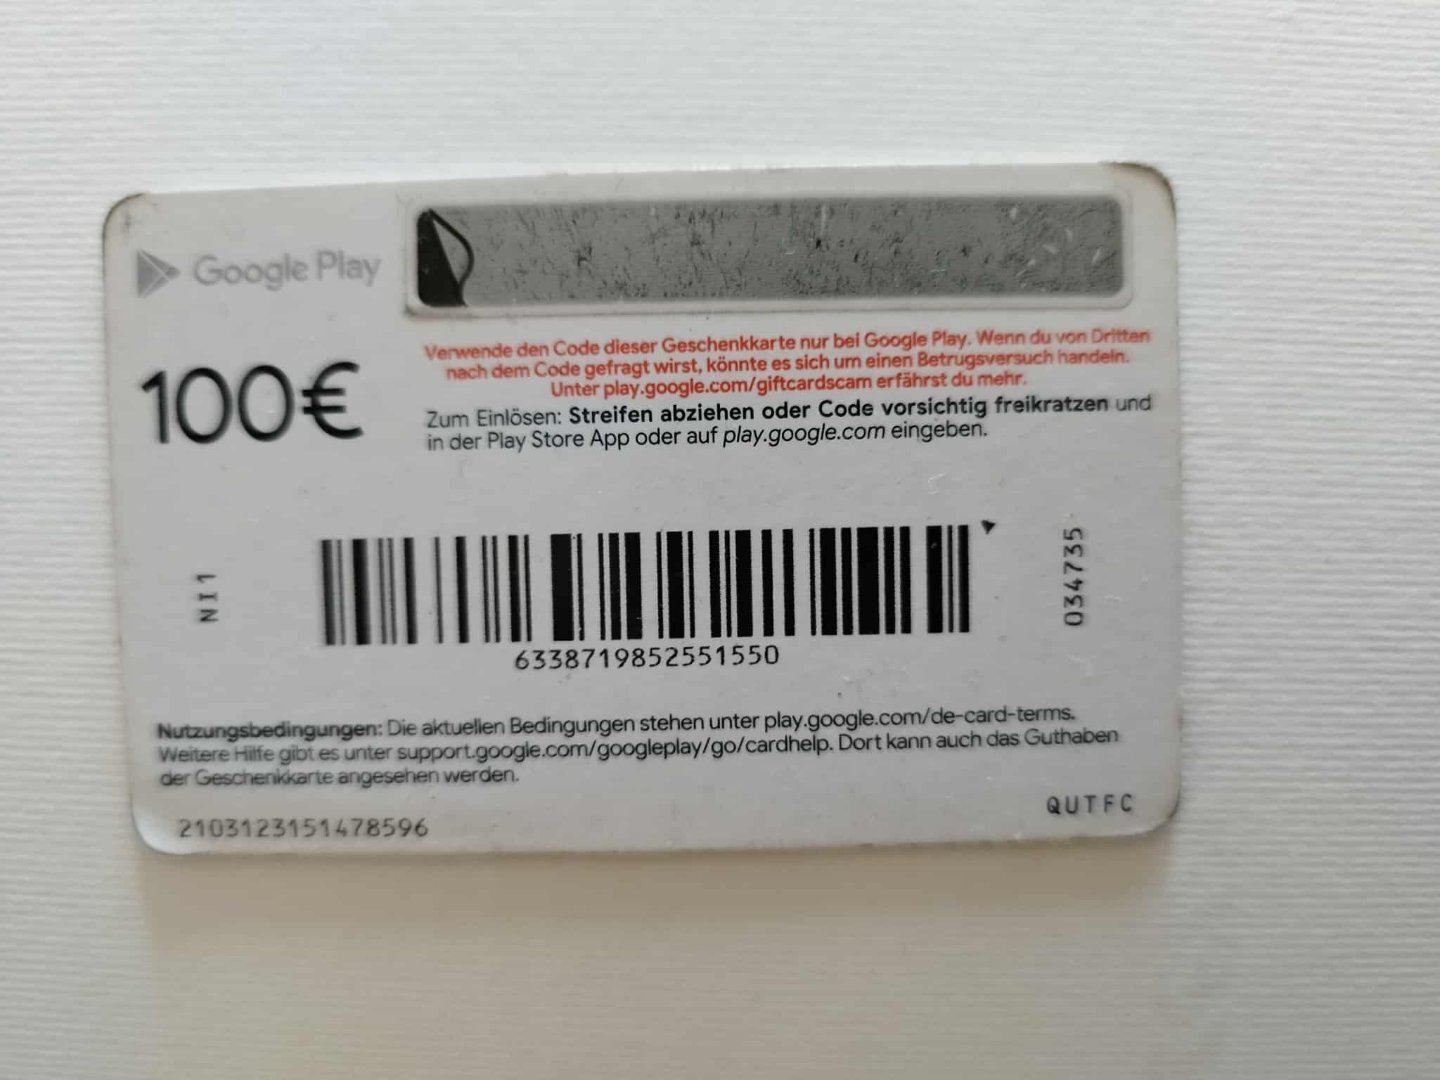 Google Play
100€
Verwende den Code dieser Geschenkkarte nur bei Google Play. Wenn du von Dritten
nach dem Code gefragt wirst, könnte es sich um einen Betrugsversuch handeln.
Unter play.google.com/giftcardscam erfährst du mehr.
Zum Einlösen: Streifen abziehen oder Code vorsichtig freikratzen und
in der Play Store App oder auf play.google.com eingeben.
NI1
034735
6338719852551550
Nutzungsbedingungen: Die aktuellen Bedingungen stehen unter play.google.com/de-card-terms.
Weitere Hilfe gibt es unter support.google.com/googleplay/go/cardhelp. Dort kann auch das Guthaben
der Geschenkkarte angesehen werden.
2103123151478596
QUTFC